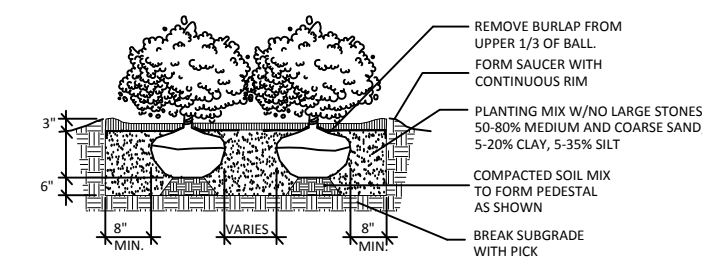 REMOVE BURLAP FROM
UPPER 1/3 OF BALL.
FORM SAUCER WITH
CONTINUOUS RIM
PLANTING MIX W/NO LARGE STONES
50-80% MEDIUM AND COARSE SAND,
5-20% CLAY, 5-35% SILT
COMPACTED SOIL MIX
TO FORM PEDESTAL
AS SHOWN
BREAK SUBGRADE
WITH PICK
3"
6"
8"
MIN.
VARIES
8"
MIN.